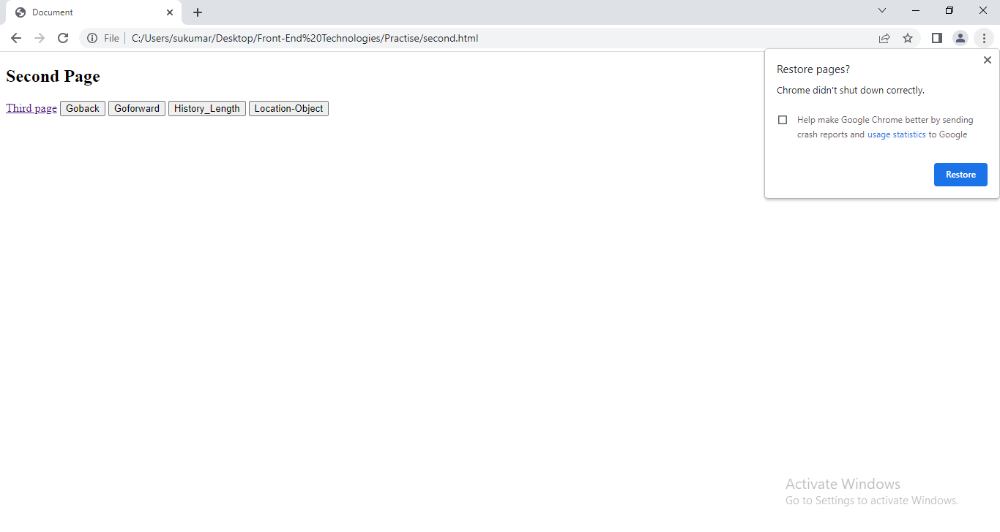 Document
File C:/Users/sukumar/Desktop/Front-End%20Technologies/Practise/second.html
Second Page
Third page Goback Goforward History_Length Location-Object
Restore pages?
Chrome didn't shut down correctly.
Help make Google Chrome better by sending
crash reports and usage statistics to Google
Restore
Activate Windows
Go to Settings to activate Windows.